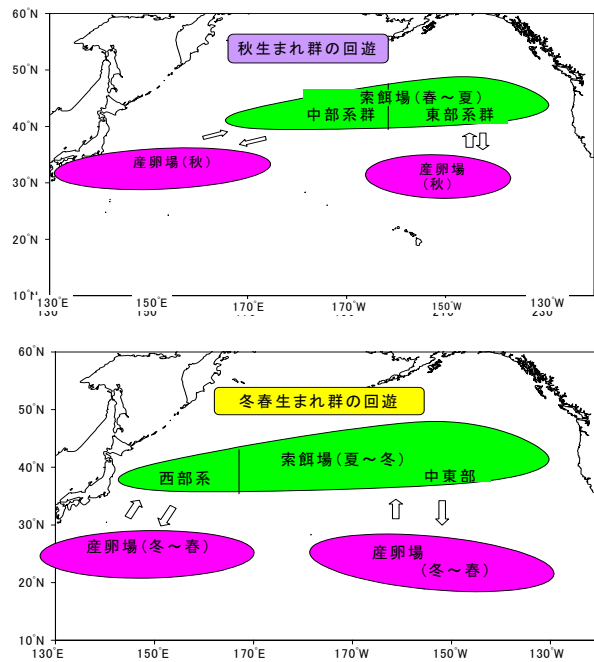 60°N
秋生まれ群の回遊
50°N
索餌場(春～夏)
中部系群 東部系群
40°N
産卵場(秋)
産卵場
(秋)
30°N
20°N
10°N
130°E 150°E 170°E 170°W 150°W 130°W
60°N
冬春生まれ群の回遊
50°N
索餌場(夏～冬)
40°N
西部系 中東部
30°N
産卵場(冬～春)
産卵場
(冬～春)
20°N
10°N
130°E 150°E 170°E 170°W 150°W 130°W